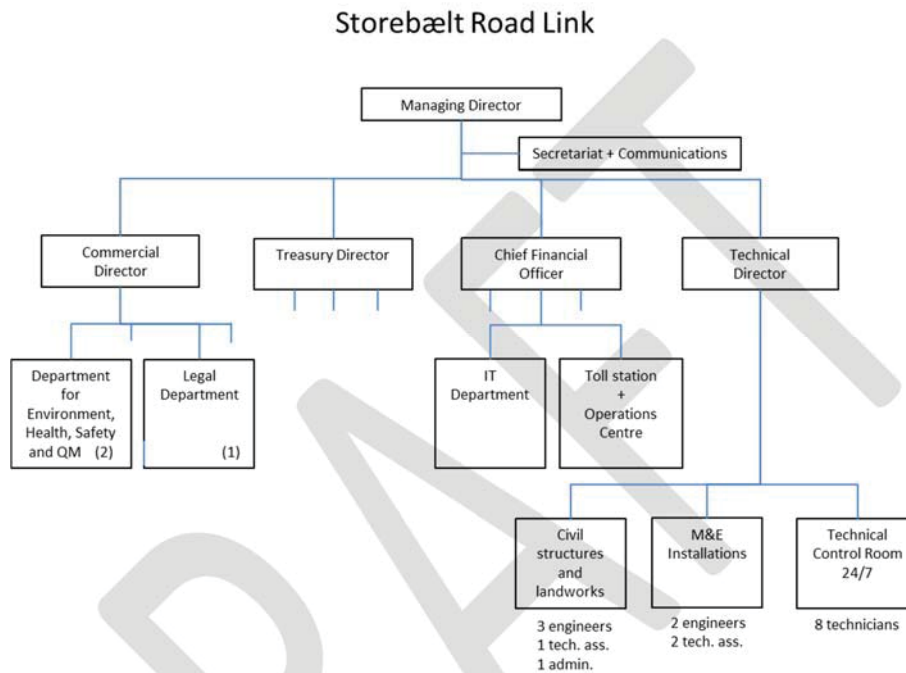 Storebælt Road Link
Managing Director
Secretariat + Communications
Commercial
Director
Treasury Director
Chief Financial
Officer
Technical
Director
Department
for
Environment,
Health, Safety
and QM (2)
Legal
Department
(1)
IT
Department
Toll station
+
Operations
Centre
Civil
structures
and
landworks
M&E
Installations
Technical
Control Room
24/7
3 engineers
1 tech. ass.
1 admin.
2 engineers
2 tech. ass.
8 technicians
DRAFT